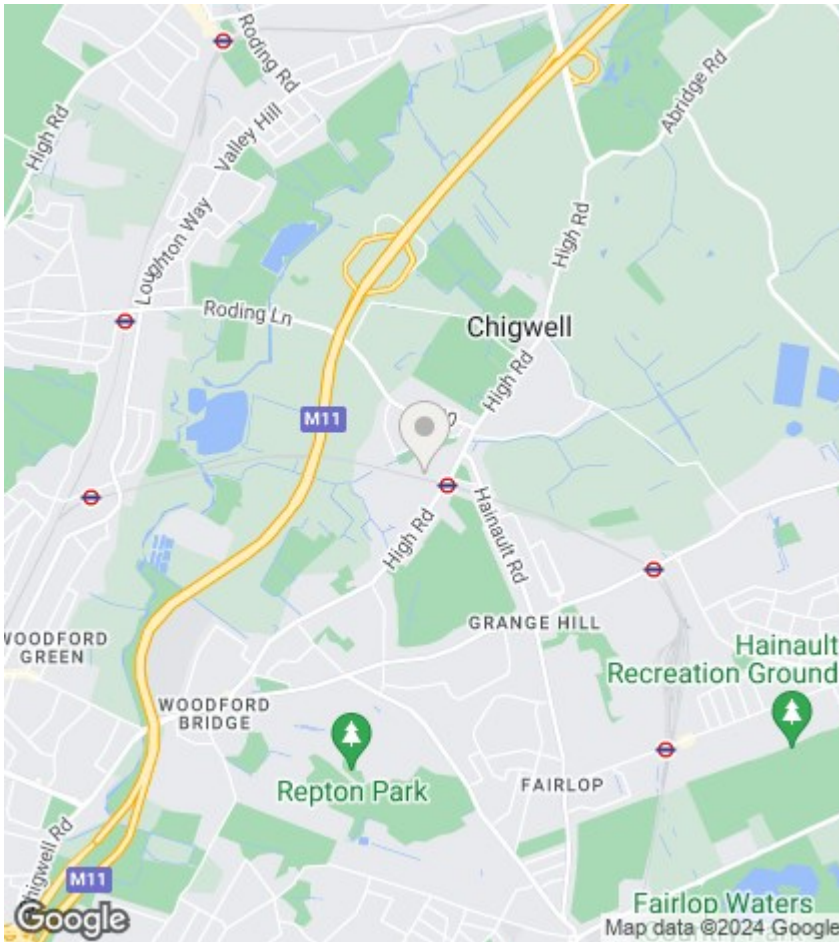 Roding Rd
High Rd
Valley Hill
Abridge Rd
Loughton Way
High Rd
Roding Ln
Chigwell
High Rd
M11
High Rd
Hainault Rd
GRANGE HILL
WOODFORD
GREEN
Hainault
Recreation Ground
WOODFORD
BRIDGE
Repton Park
FAIRLOP
Chigwell Rd
M11
Fairlop Waters
Google
Map data ©2024 Google